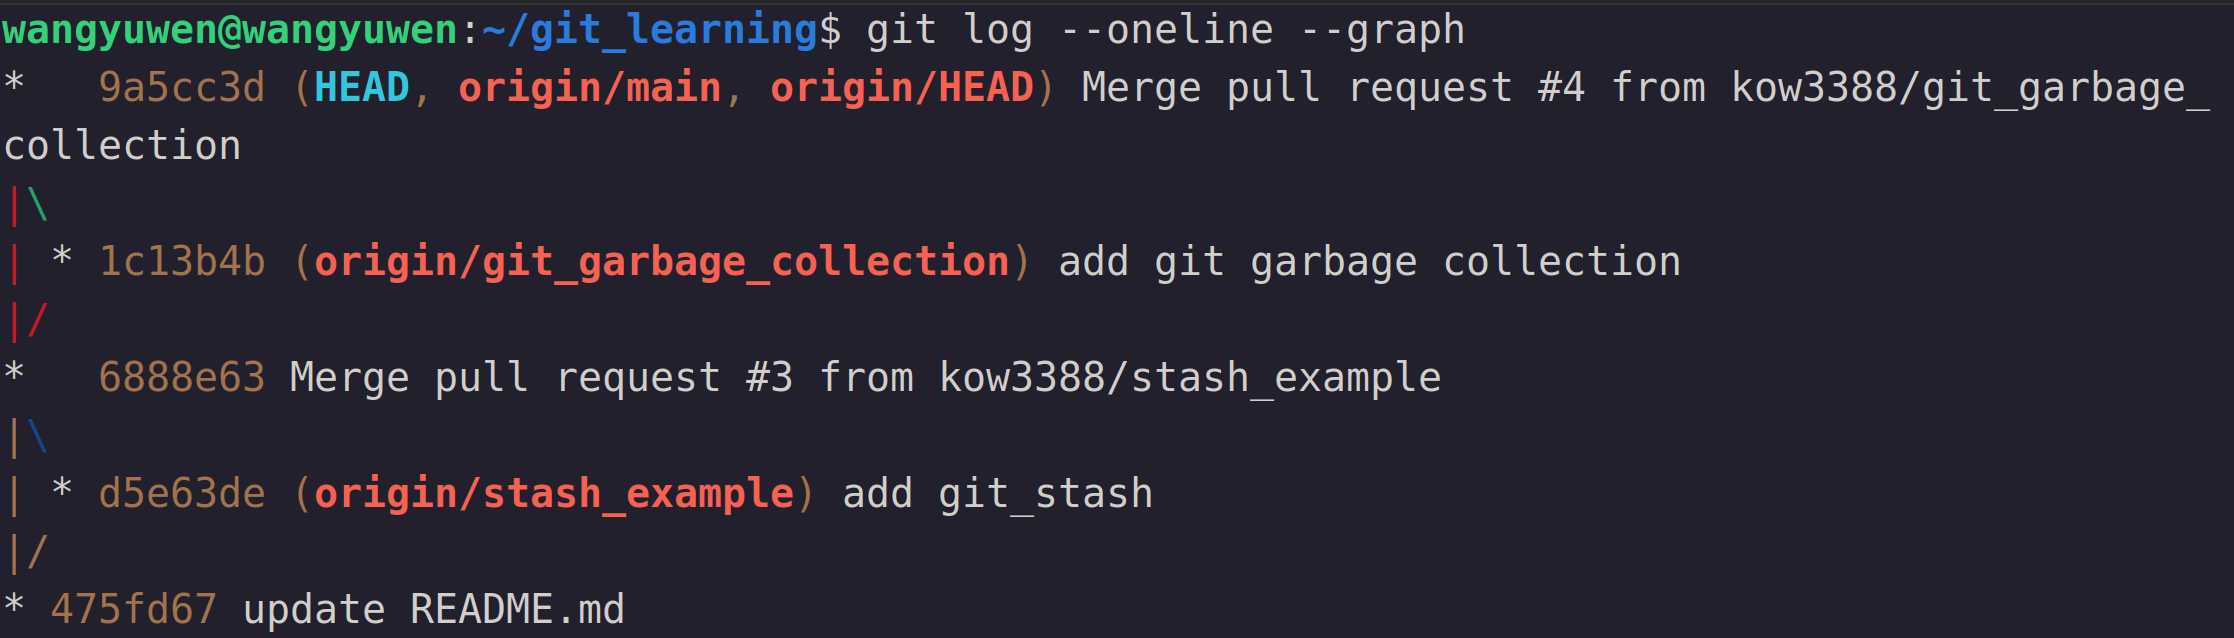 wangyuwen@wangyuwen:~/git_learning$ git log --oneline --graph
*   9a5cc3d (HEAD, origin/main, origin/HEAD) Merge pull request #4 from kow3388/git_garbage_
collection
|\
| * 1c13b4b (origin/git_garbage_collection) add git garbage collection
|/
*   6888e63 Merge pull request #3 from kow3388/stash_example
|\
| * d5e63de (origin/stash_example) add git_stash
|/
* 475fd67 update README.md